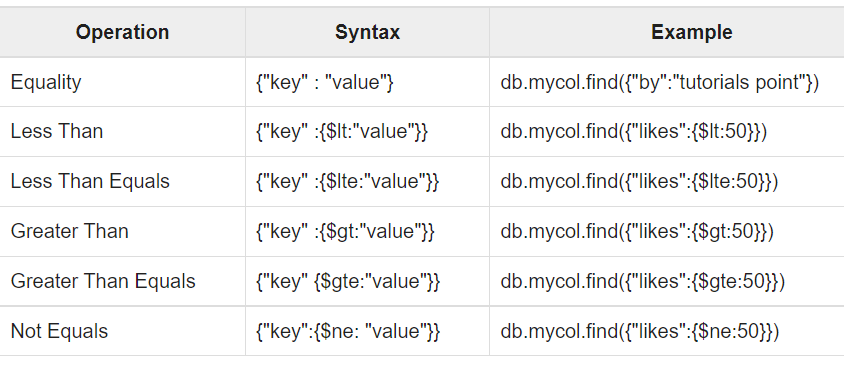 Operation Syntax Example
Equality {"key" : "value"} db.mycol.find({"by":"tutorials point"})
Less Than {"key" :{$lt:"value"}} db.mycol.find({"likes":{$lt:50}})
Less Than Equals {"key" :{$lte:"value"}} db.mycol.find({"likes":{$lte:50}})
Greater Than {"key" :{$gt:"value"}} db.mycol.find({"likes":{$gt:50}})
Greater Than Equals {"key" {$gte:"value"}} db.mycol.find({"likes":{$gte:50}})
Not Equals {"key":{$ne: "value"}} db.mycol.find({"likes":{$ne:50}})